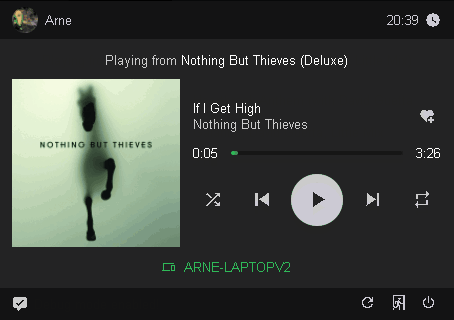 Arne
20:39
Playing from Nothing But Thieves (Deluxe)
NOTHING BUT THIEVES
If I Get High
Nothing But Thieves
0:05
3:26
ARNE-LAPTOPV2